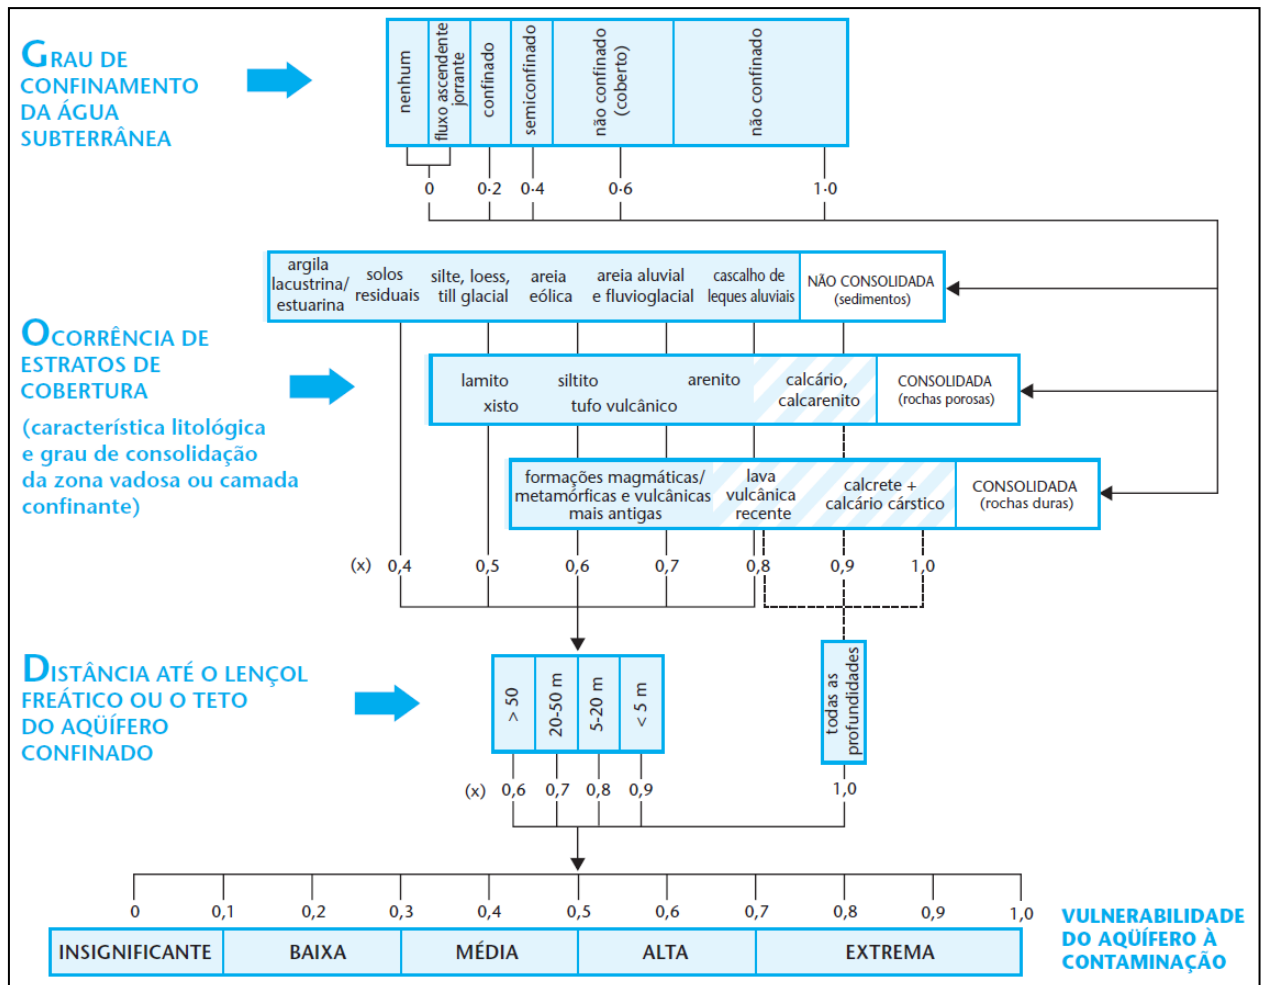 GRAU DE
CONFINAMENTO
DA ÁGUA
SUBTERRÂNEA
nenhum
fluxo ascendente
jorrante
confinado
semiconfinado
não confinado
(coberto)
não confinado
0
0·2
0·4
0·6
1·0
OCORRÊNCIA DE
ESTRATOS DE
COBERTURA
(característica litológica
e grau de consolidação
da zona vadosa ou camada
confinante)
argila
lacustrina/
estuarina
solos
residuais
silte, loess,
till glacial
areia
eólica
areia aluvial
e fluvioglacial
cascalho de
leques aluviais
NÃO CONSOLIDADA
(sedimentos)
lamito
xisto
siltito
tufo vulcânico
arenito
calcário,
calcarenito
CONSOLIDADA
(rochas porosas)
formações magmáticas/
metamórficas e vulcânicas
mais antigas
lava
vulcânica
recente
calcrete +
calcário cárstico
CONSOLIDADA
(rochas duras)
(x) 0,4 0,5 0,6 0,7 0,8 0,9 1,0
DISTÂNCIA ATÉ O LENÇOL
FREÁTICO OU O TETO
DO AQÜÍFERO
CONFINADO
> 50
20-50 m
5-20 m
< 5 m
todas as
profundidades
(x) 0,6 0,7 0,8 0,9 1,0
0 0,1 0,2 0,3 0,4 0,5 0,6 0,7 0,8 0,9 1,0
INSIGNIFICANTE BAIXA MÉDIA ALTA EXTREMA
VULNERABILIDADE
DO AQÜÍFERO À
CONTAMINAÇÃO